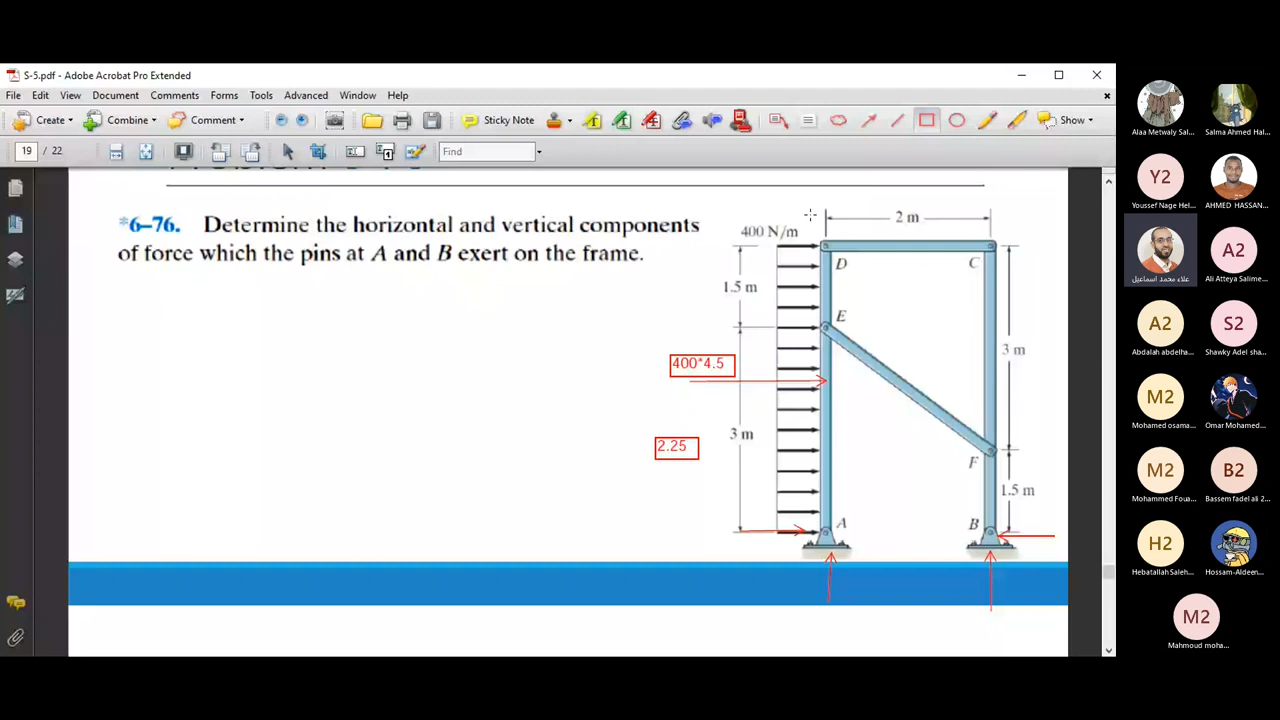 S-5.pdf - Adobe Acrobat Pro Extended
File Edit View Document Comments Forms Tools Advanced Window Help
Create Combine Comment Sticky Note Show
19 / 22 Find
*6–76. Determine the horizontal and vertical components
of force which the pins at A and B exert on the frame.
2 m
400 N/m
D C
1.5 m
E
3 m
400*4.5
3 m
2.25
F
1.5 m
A B
Alaa Metwaly Sal...
Salma Ahmed Hal...
Y2
Youssef Nage Hel...
AHMED HASSAN...
علاء محمد اسماعيل
A2
Ali Atteya Salime...
A2
Abdalah abdelha...
S2
Shawky Adel sha...
M2
Mohamed osama...
Omar Mohamed...
M2
Mohammed Foua...
B2
Bassem fadel ali 2...
H2
Hebatallah Saleh...
Hossam-Aldeen...
M2
Mahmoud moha...